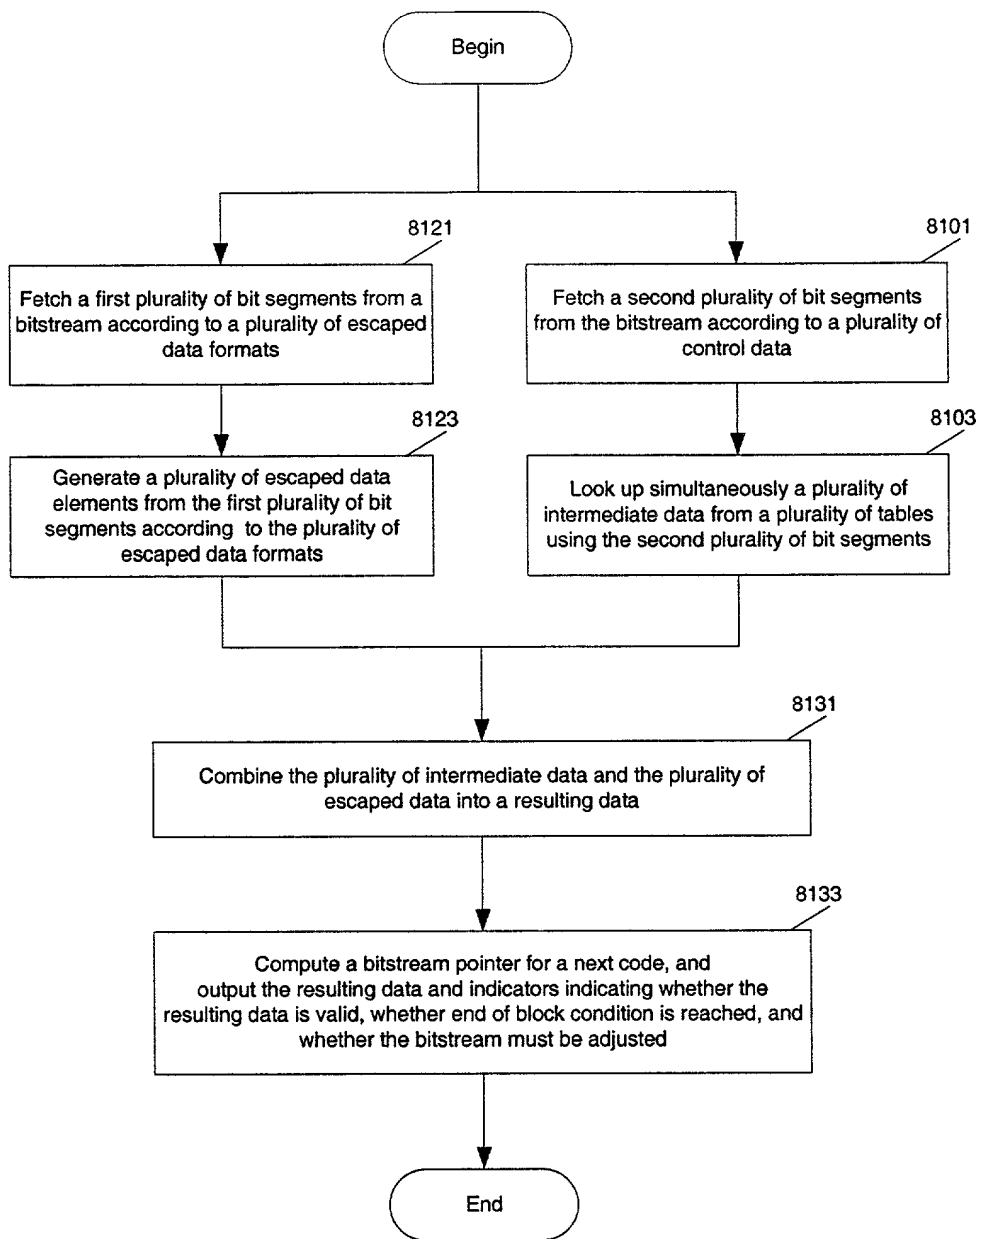 Begin
8121
Fetch a first plurality of bit segments from a
bitstream according to a plurality of escaped
data formats
8101
Fetch a second plurality of bit segments
from the bitstream according to a plurality of
control data
8123
Generate a plurality of escaped data
elements from the first plurality of bit
segments according to the plurality of
escaped data formats
8103
Look up simultaneously a plurality of
intermediate data from a plurality of tables
using the second plurality of bit segments
8131
Combine the plurality of intermediate data and the plurality of
escaped data into a resulting data
8133
Compute a bitstream pointer for a next code, and
output the resulting data and indicators indicating whether the
resulting data is valid, whether end of block condition is reached, and
whether the bitstream must be adjusted
End